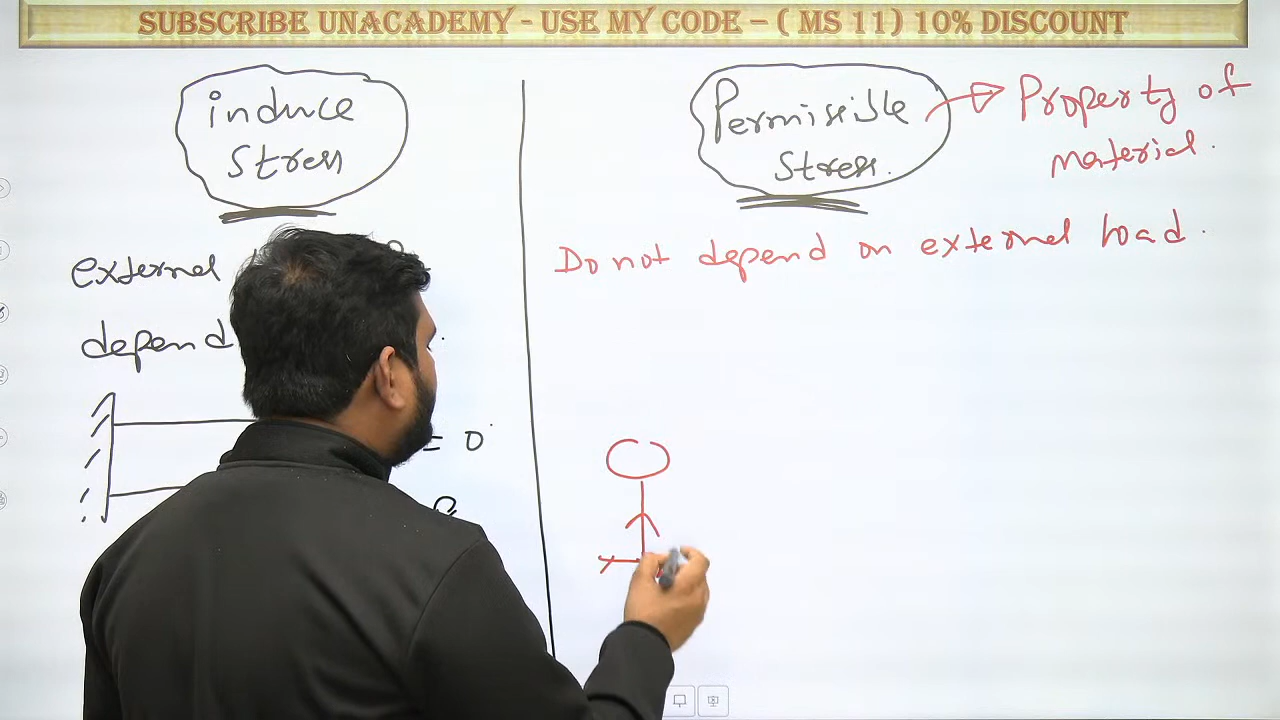 SUBSCRIBE UNACADEMY - USE MY CODE – ( MS 11) 10% DISCOUNT
induce
stress
Permissible
stress.
Property of
material.
external
depend
= 0
Do not depend on external load.